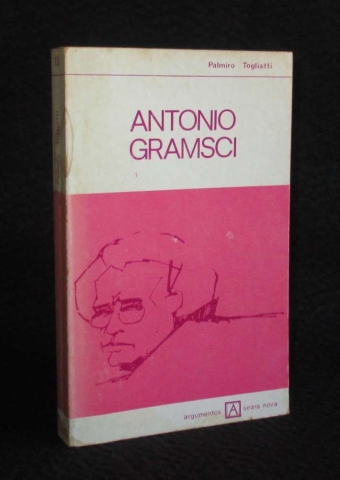 Palmiro Togliatti
ANTONIO
GRAMSCI
argumentos A seara nova